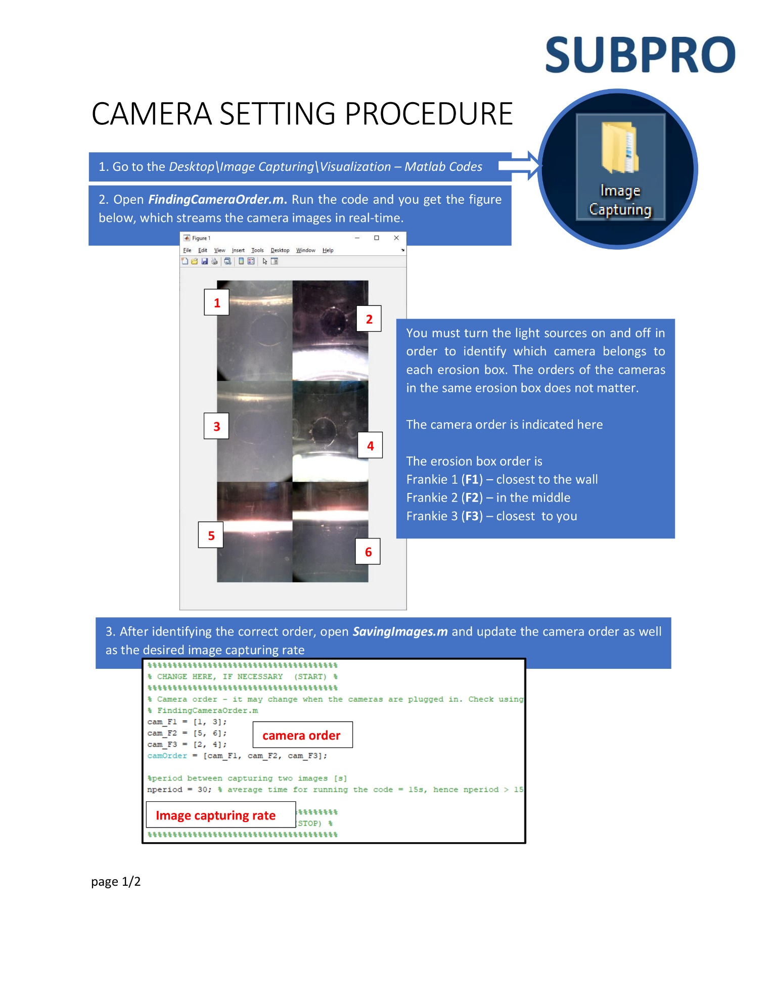 SUBPRO
CAMERA SETTING PROCEDURE
1. Go to the Desktop\Image Capturing\Visualization – Matlab Codes
Image
Capturing
2. Open FindingCameraOrder.m. Run the code and you get the figure
below, which streams the camera images in real-time.
Figure 1
File Edit View Insert Tools Desktop Window Help
1
2
3
4
5
6
You must turn the light sources on and off in
order to identify which camera belongs to
each erosion box. The orders of the cameras
in the same erosion box does not matter.
The camera order is indicated here
The erosion box order is
Frankie 1 (F1) – closest to the wall
Frankie 2 (F2) – in the middle
Frankie 3 (F3) – closest to you
3. After identifying the correct order, open SavingImages.m and update the camera order as well
as the desired image capturing rate
%%%%%%%%%%%%%%%%%%%%%%%%%%%%%%%%%%%%%%
% CHANGE HERE, IF NECESSARY (START) %
%%%%%%%%%%%%%%%%%%%%%%%%%%%%%%%%%%%%%%
% Camera order - it may change when the cameras are plugged in. Check using
% FindingCameraOrder.m
cam_F1 = [1, 3];
cam_F2 = [5, 6];
cam_F3 = [2, 4];
camOrder = [cam_F1, cam_F2, cam_F3];
camera order
%period between capturing two images [s]
nperiod = 30; % average time for running the code = 15s, hence nperiod > 15
Image capturing rate
%%%%%%%%
STOP) %
%%%%%%%%%%%%%%%%%%%%%%%%%%%%%%%%%%%%%%
page 1/2